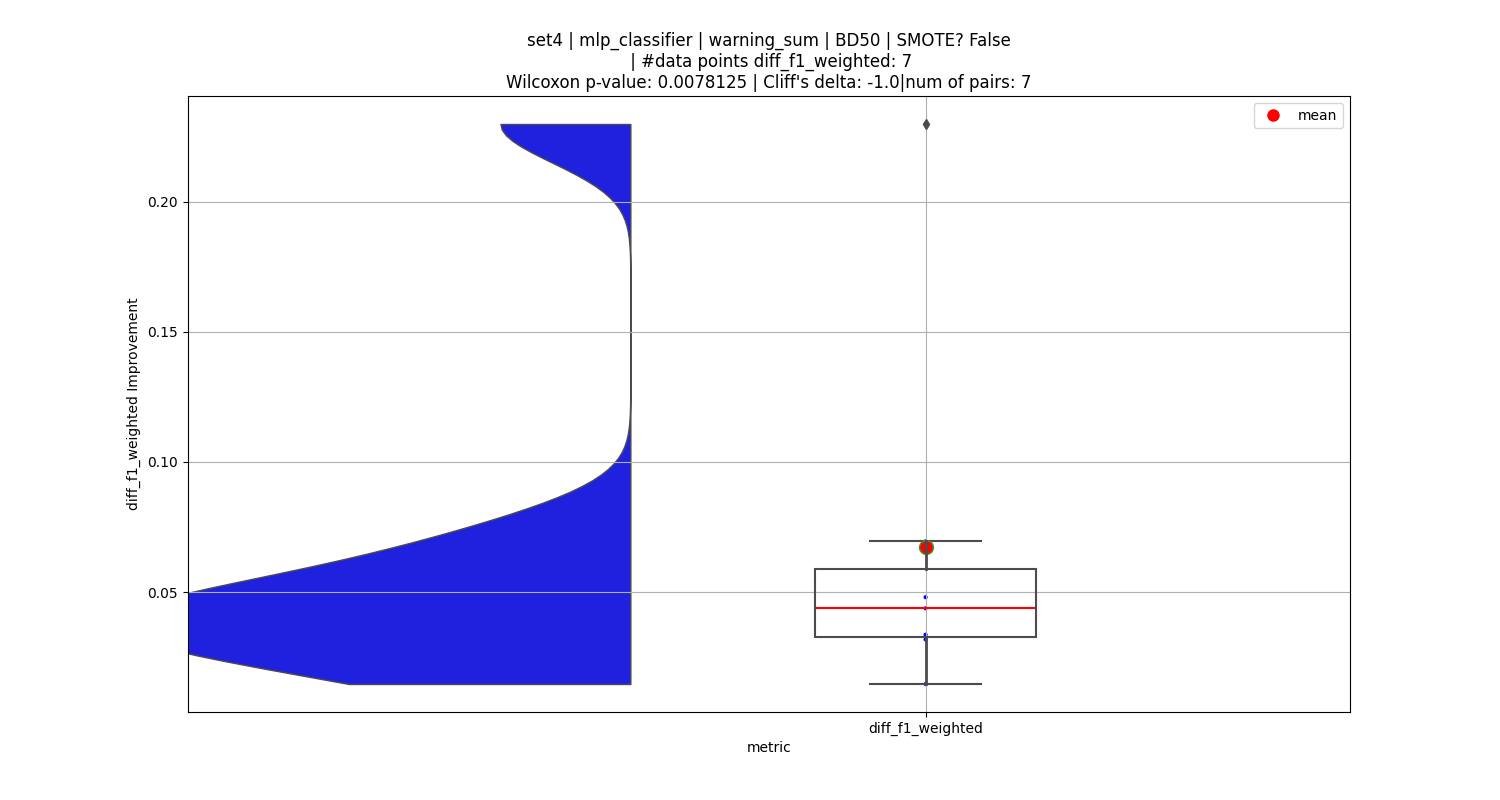 set4 | mlp_classifier | warning_sum | BD50 | SMOTE? False
| #data points diff_f1_weighted: 7
Wilcoxon p-value: 0.0078125 | Cliff's delta: -1.0|num of pairs: 7
mean
0.20
0.15
0.10
0.05
diff_f1_weighted Improvement
diff_f1_weighted
metric